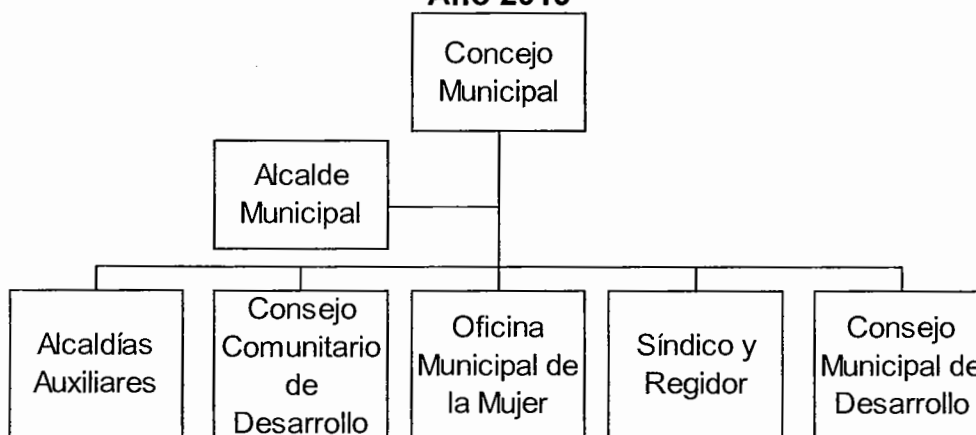 Concejo
Municipal
Alcalde
Municipal
Alcaldías
Auxiliares
Consejo
Comunitario
de
Desarrollo
Oficina
Municipal de
la Mujer
Síndico y
Regidor
Consejo
Municipal de
Desarrollo